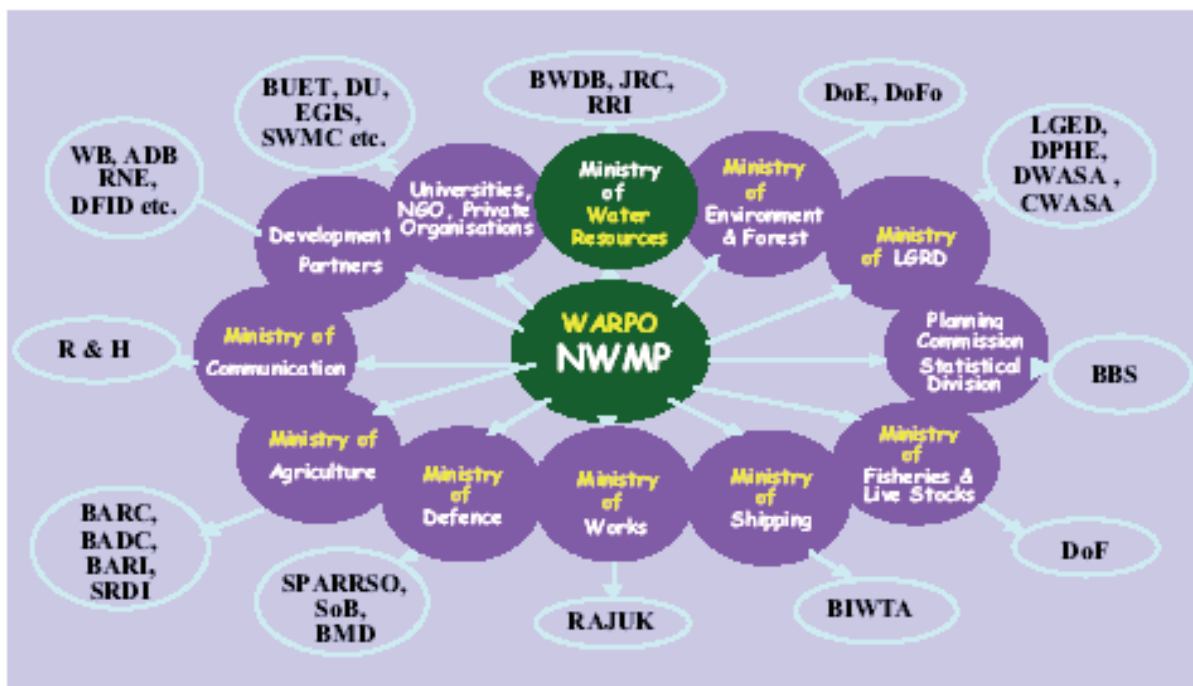 BUET, DU,
EGIS,
SWMC etc.
BWDB, JRC,
RRI
DoE, DoFo
LGED,
DPHE,
DWASA ,
CWASA
WB, ADB
RNE,
DFID etc.
Universities,
NGO, Private
Organisations
Ministry
of
Water
Resources
Ministry
of
Environment
& Forest
Ministry
of LGRD
Development
Partners
WARPO
NWMP
Planning
Commission
Statistical
Division
BBS
R & H
Ministry of
Communication
Ministry of
Agriculture
Ministry
of
Defence
Ministry
of
Works
Ministry
of
Shipping
Ministry
of
Fisheries &
Live Stocks
BARC,
BADC,
BARI,
SRDI
SPARRSO,
SoB,
BMD
RAJUK
BIWTA
DoF